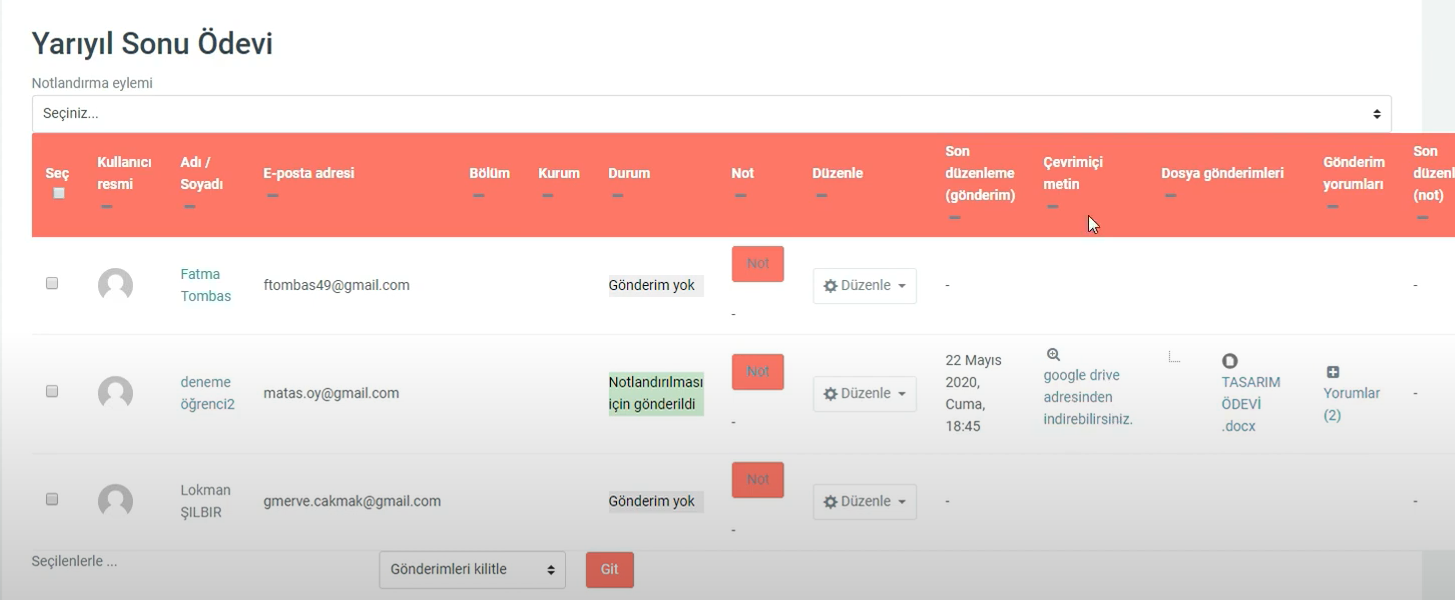 Yarıyıl Sonu Ödevi
Notlandırma eylemi
Seçiniz...
Seç
Kullanıcı
resmi
Adı /
Soyadı
E-posta adresi
Bölüm
Kurum
Durum
Not
Düzenle
Son
düzenleme
(gönderim)
Çevrimiçi
metin
Dosya gönderimleri
Gönderim
yorumları
Son
düzenl
(not)
Fatma
Tombas
ftombas49@gmail.com
Gönderim yok
Not
-
Düzenle
-
-
deneme
öğrenci2
matas.oy@gmail.com
Notlandırılması
için gönderildi
Not
-
Düzenle
22 Mayıs
2020,
Cuma,
18:45
google drive
adresinden
indirebilirsiniz.
TASARIM
ÖDEVİ
.docx
Yorumlar
(2)
-
Lokman
ŞILBIR
gmerve.cakmak@gmail.com
Gönderim yok
Not
-
Düzenle
-
-
Seçilenlerle ...
Gönderimleri kilitle
Git